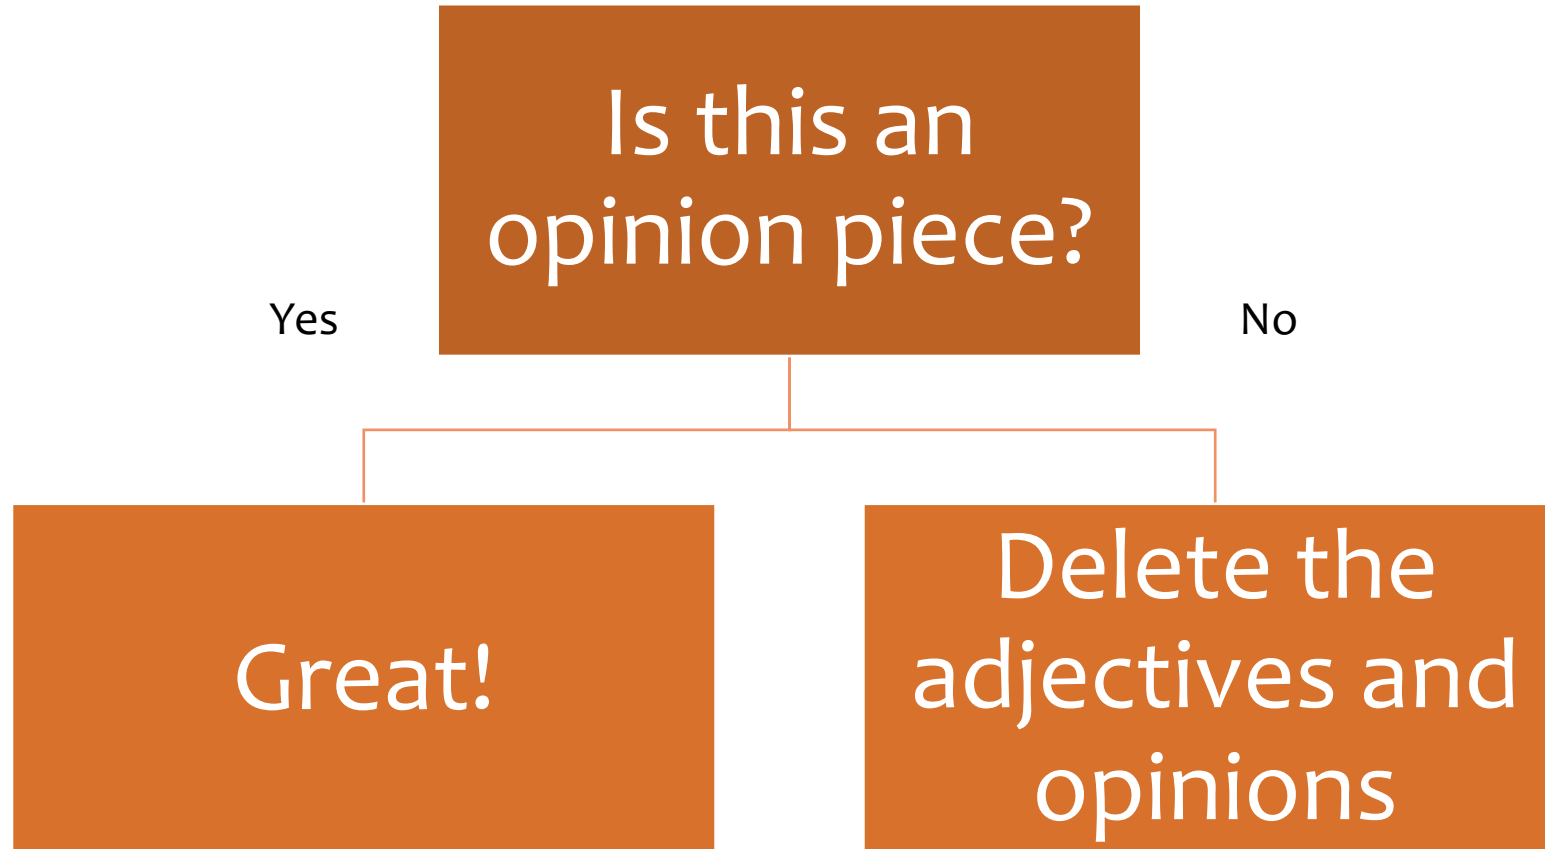 Is this an
opinion piece?
Yes
No
Great!
Delete the
adjectives and
opinions